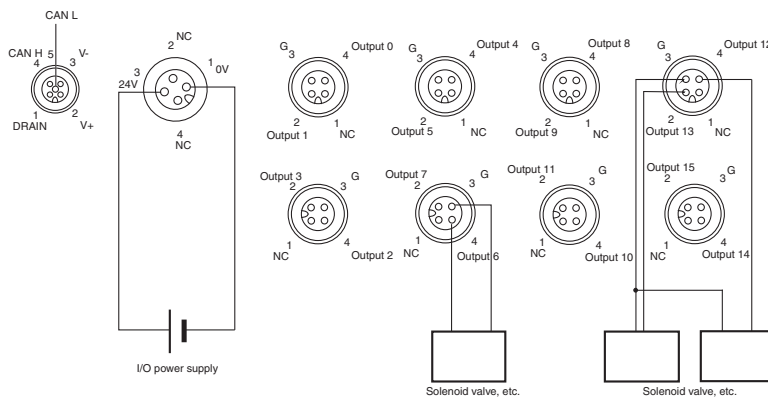 CAN L
CAN H 5 V-
4 3
1 2
DRAIN V+
NC
2
3 1 0V
24V
4
NC
I/O power supply
G Output 0
3 4
2 1
Output 1 NC
G Output 4
3 4
2 1
Output 5 NC
G Output 8
3 4
2 1
Output 9 NC
G Output 12
3 4
2 1
Output 13 NC
Output 3 G
2 3
1 4
NC Output 2
Output 7 G
2 3
1 4
NC Output 6
Output 11 G
2 3
1 4
NC Output 10
Output 15 G
2 3
1 4
NC Output 14
Solenoid valve, etc.
Solenoid valve, etc.